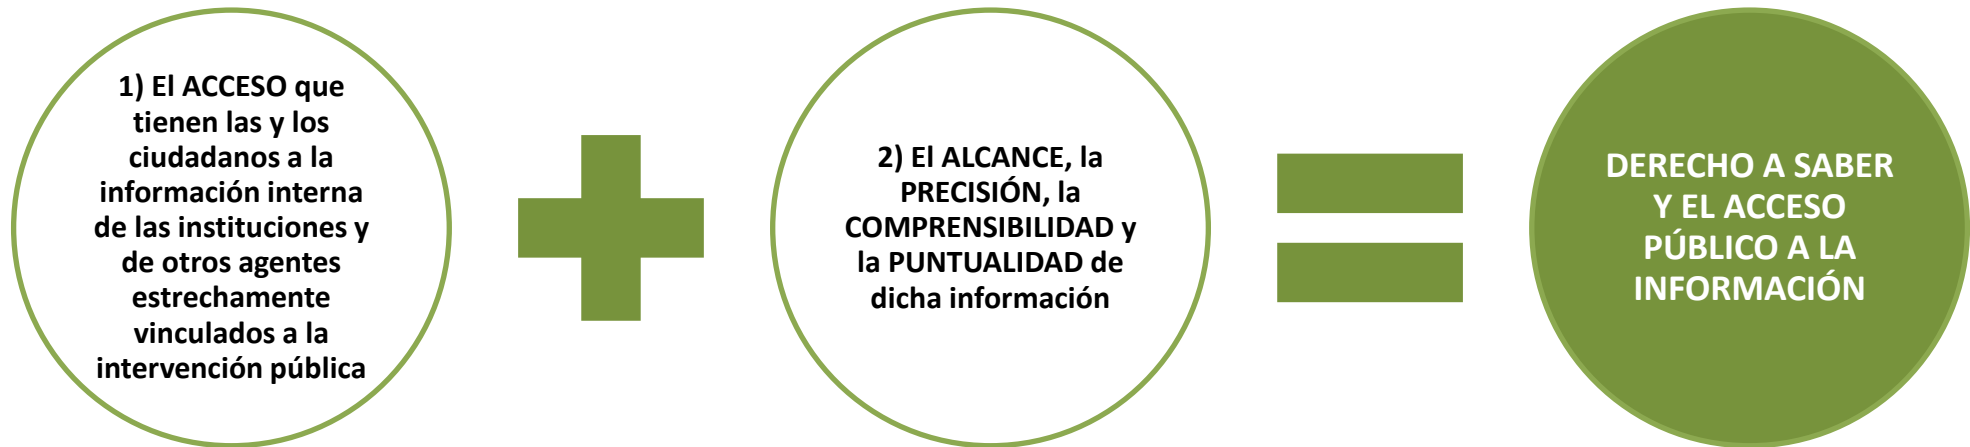 1) El ACCESO que
tienen las y los
ciudadanos a la
información interna
de las instituciones y
de otros agentes
estrechamente
vinculados a la
intervención pública
2) El ALCANCE, la
PRECISIÓN, la
COMPRENSIBILIDAD y
la PUNTUALIDAD de
dicha información
DERECHO A SABER
Y EL ACCESO
PÚBLICO A LA
INFORMACIÓN